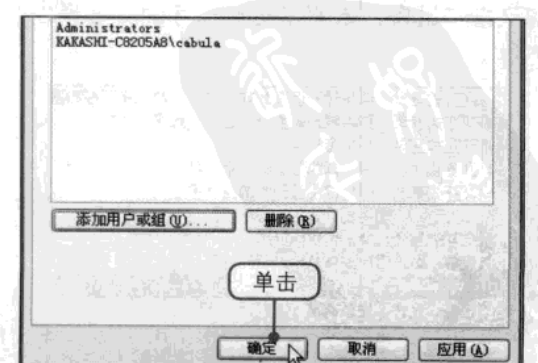 Administrators
KAKASHI-C8205A8\cabula
添加用户或组(U)... 删除(R)
单击
确定 取消 应用(A)